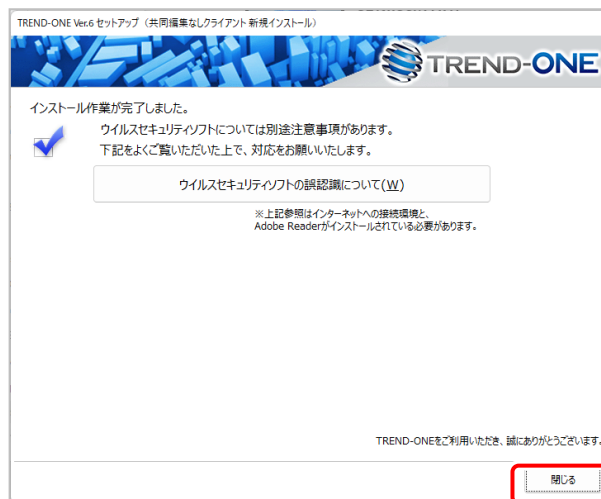 TREND-ONE Ver.6 セットアップ（共同編集なしクライアント 新規インストール）
TREND-ONE
インストール作業が完了しました。
ウイルスセキュリティソフトについては別途注意事項があります。
下記をよくご覧いただいた上で、対応をお願いいたします。
ウイルスセキュリティソフトの誤認識について(W)
※上記参照はインターネットへの接続環境と、
Adobe Readerがインストールされている必要があります。
TREND-ONEをご利用いただき、誠にありがとうございます。
閉じる